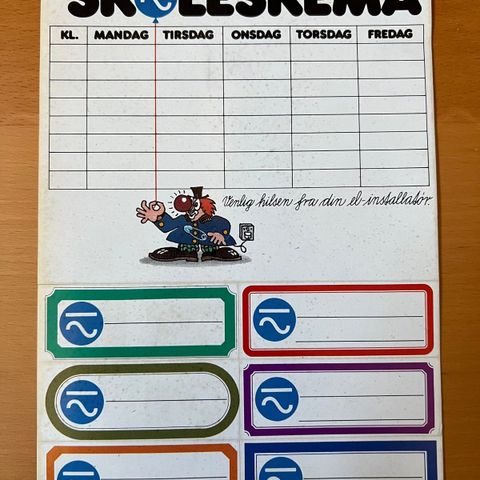 SKOLESKEMA
KL. MANDAG TIRSDAG ONSDAG TORSDAG FREDAG
Venlig hilsen fra din el-installatør.